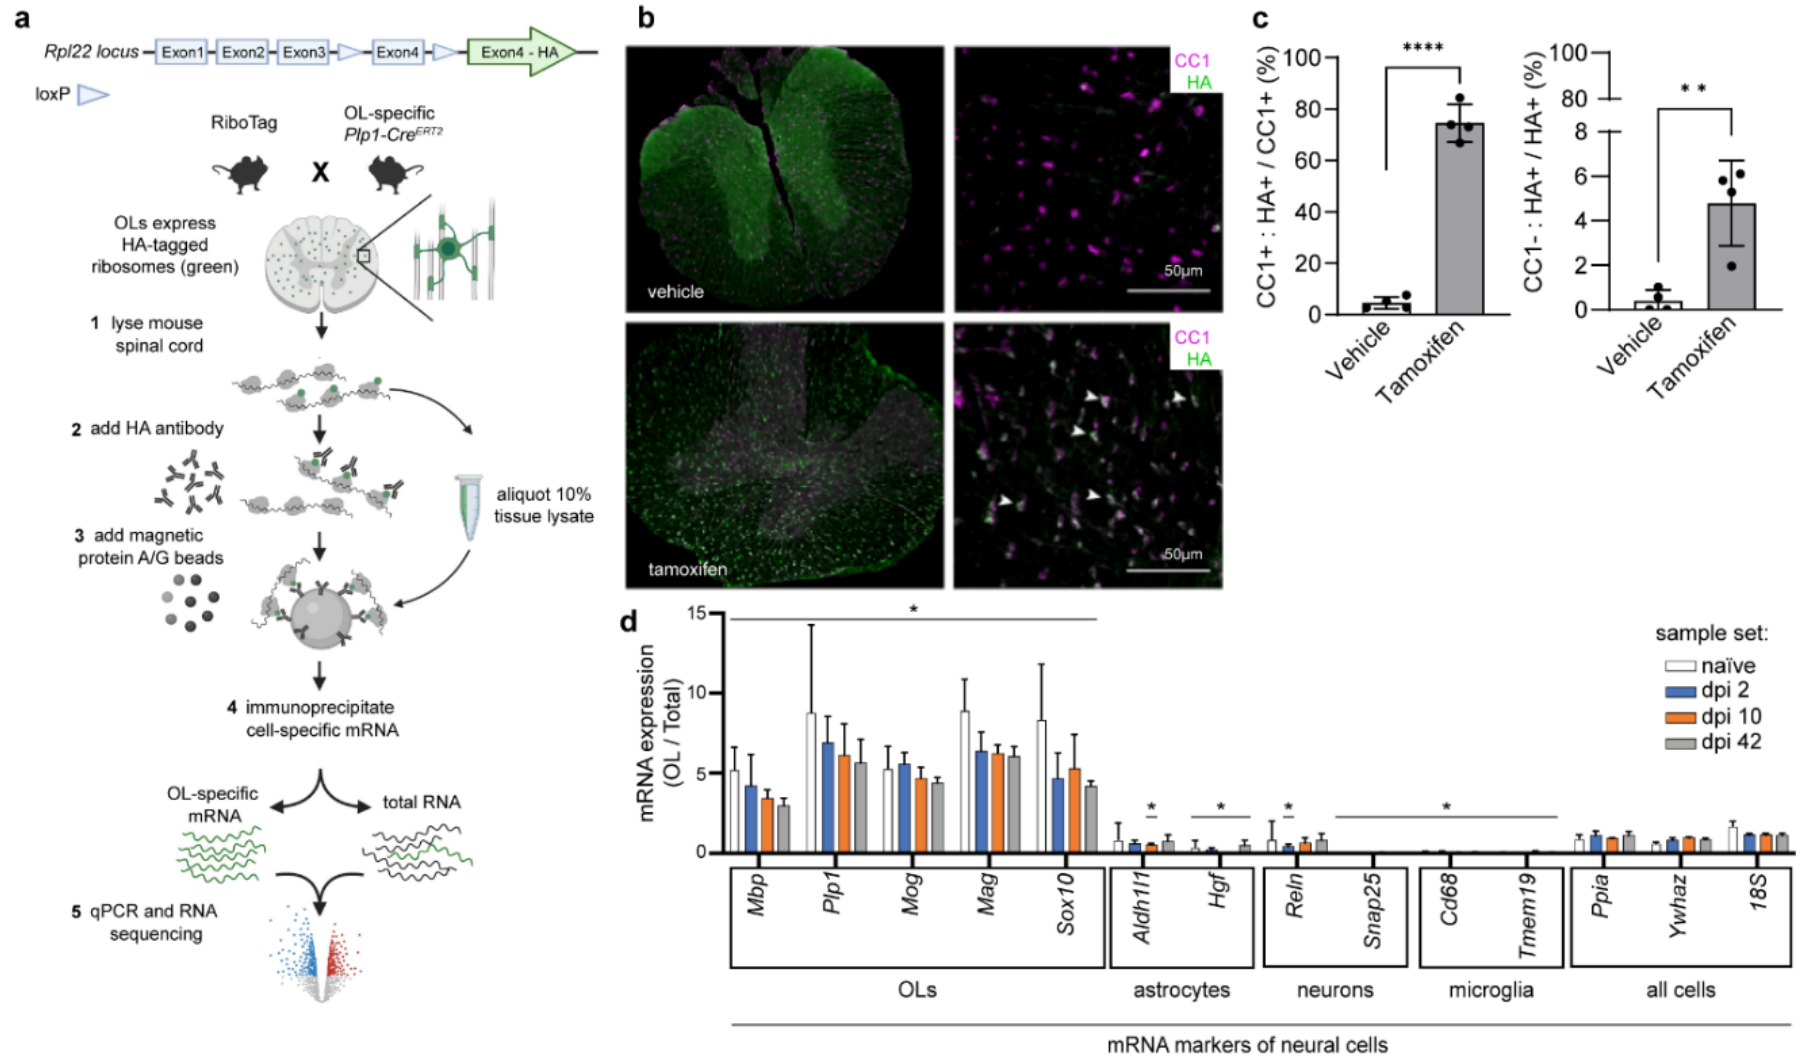 a
Rpl22 locus
Exon1
Exon2
Exon3
Exon4
Exon4 - HA
loxP
RiboTag
OL-specific
Plp1-CreERT2
X
OLs express
HA-tagged
ribosomes (green)
1 lyse mouse
spinal cord
2 add HA antibody
aliquot 10%
tissue lysate
3 add magnetic
protein A/G beads
4 immunoprecipitate
cell-specific mRNA
OL-specific
mRNA
total RNA
5 qPCR and RNA
sequencing
b
CC1
HA
vehicle
50µm
CC1
HA
tamoxifen
50µm
c
CC1+ : HA+ / CC1+ (%)
100
80
60
40
20
0
****
Vehicle
Tamoxifen
CC1- : HA+ / HA+ (%)
100
80
8
6
4
2
0
**
Vehicle
Tamoxifen
d
mRNA expression
(OL / Total)
15
10
5
0
*
*
*
*
*
sample set:
naïve
dpi 2
dpi 10
dpi 42
Mbp
Plp1
Mog
Mag
Sox10
Aldh1l1
Hgf
Reln
Snap25
Cd68
Tmem19
Ppia
Ywhaz
18S
OLs
astrocytes
neurons
microglia
all cells
mRNA markers of neural cells